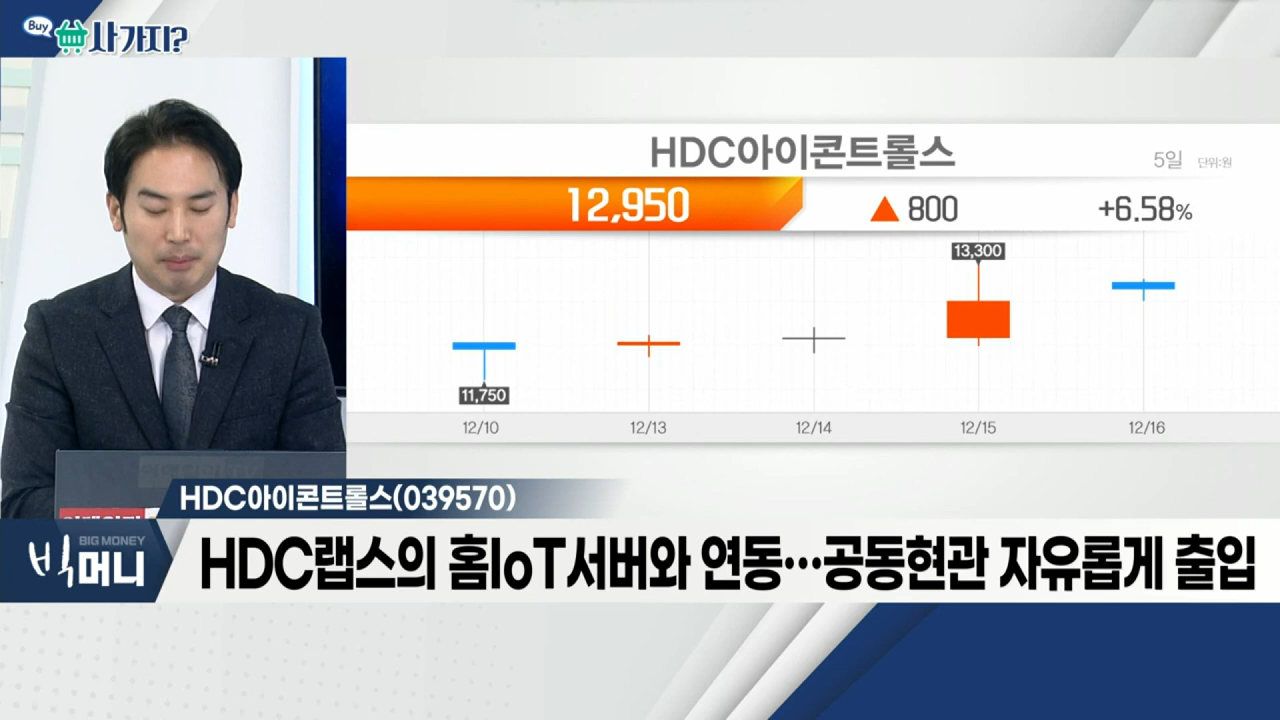 Buy 사가지?
HDC아이콘트롤스
5일 단위:원
12,950 ▲ 800 +6.58%
13,300
11,750
12/10 12/13 12/14 12/15 12/16
HDC아이콘트롤스(039570)
BIG MONEY
빅머니
HDC랩스의 홈IoT서버와 연동…공동현관 자유롭게 출입